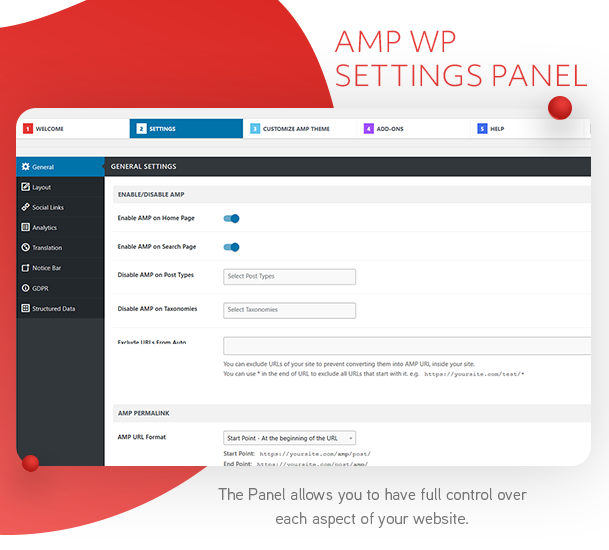 AMP WP
SETTINGS PANEL
1 WELCOME
2 SETTINGS
3 CUSTOMIZE AMP THEME
4 ADD-ONS
5 HELP
General
Layout
Social Links
Analytics
Translation
Notice Bar
GDPR
Structured Data
GENERAL SETTINGS
ENABLE/DISABLE AMP
Enable AMP on Home Page
Enable AMP on Search Page
Disable AMP on Post Types
Select Post Types
Disable AMP on Taxonomies
Select Taxonomies
Exclude URLs From Auto
You can exclude URLs of your site to prevent converting them into AMP URL inside your site.
You can use * in the end of URL to exclude all URLs that start with it. e.g. https://yoursite.com/test/*
AMP PERMALINK
AMP URL Format
Start Point - At the beginning of the URL
Start Point: https://yoursite.com/amp/post/
End Point: https://yoursite.com/post/amp/
The Panel allows you to have full control over
each aspect of your website.